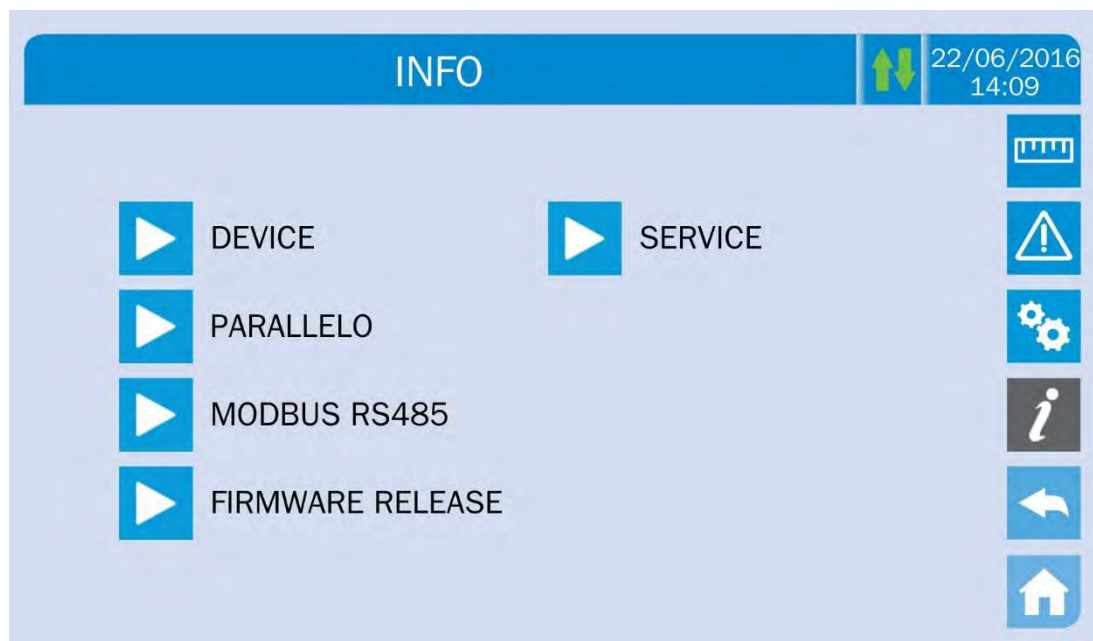 INFO
22/06/2016
14:09
DEVICE
SERVICE
PARALLELO
MODBUS RS485
FIRMWARE RELEASE